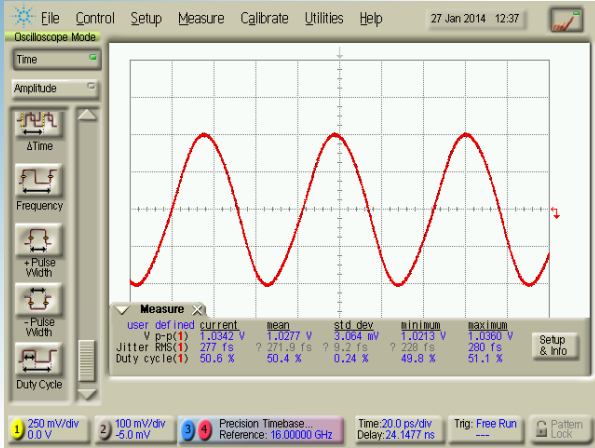 File Control Setup Measure Calibrate Utilities Help 27 Jan 2014 12:37
Oscilloscope Mode
Time
Amplitude
ΔTime
Frequency
+ Pulse
Width
- Pulse
Width
Duty Cycle
Measure
user defined current mean std dev minimum maximum
V p-p(1) 1.0342 V 1.0277 V 3.064 mV 1.0213 V 1.0360 V
Jitter RMS(1) 277 fs ? 271.9 fs ? 9.2 fs ? 228 fs 280 fs
Duty cycle(1) 50.6 % 50.4 % 0.24 % 49.8 % 51.1 %
Setup
& Info
1 250 mV/div
0.0 V
2 100 mV/div
-5.0 mV
3 4 Precision Timebase...
Reference: 16.00000 GHz
Time:20.0 ps/div
Delay:24.1477 ns
Trig: Free Run
---
Pattern
Lock